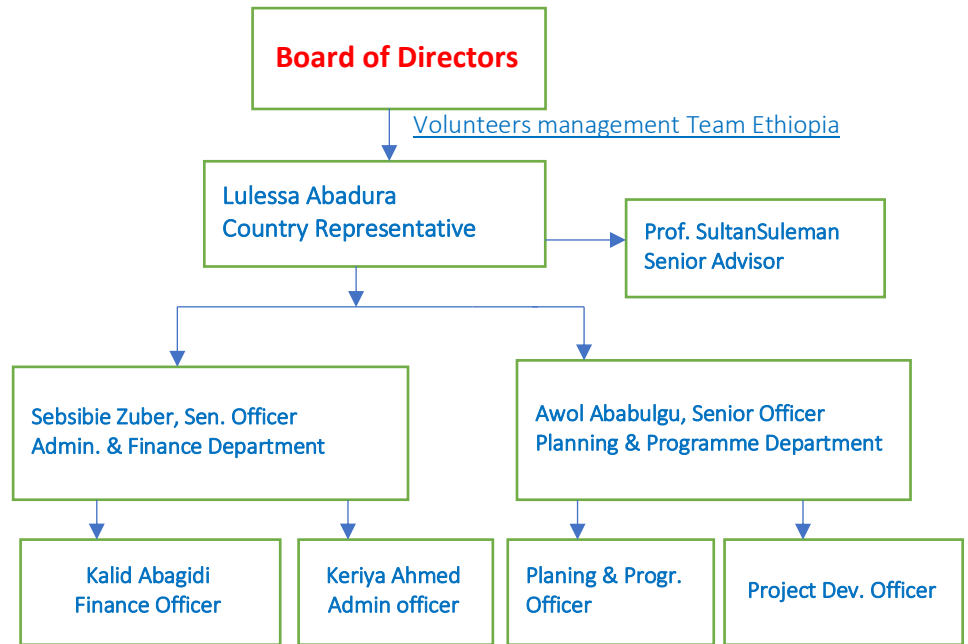 Board of Directors
Volunteers management Team Ethiopia
Lulessa Abadura
Country Representative
Prof. SultanSuleman
Senior Advisor
Sebsibie Zuber, Sen. Officer
Admin. & Finance Department
Awol Ababulgu, Senior Officer
Planning & Programme Department
Kalid Abagidi
Finance Officer
Keriya Ahmed
Admin officer
Planing & Progr.
Officer
Project Dev. Officer